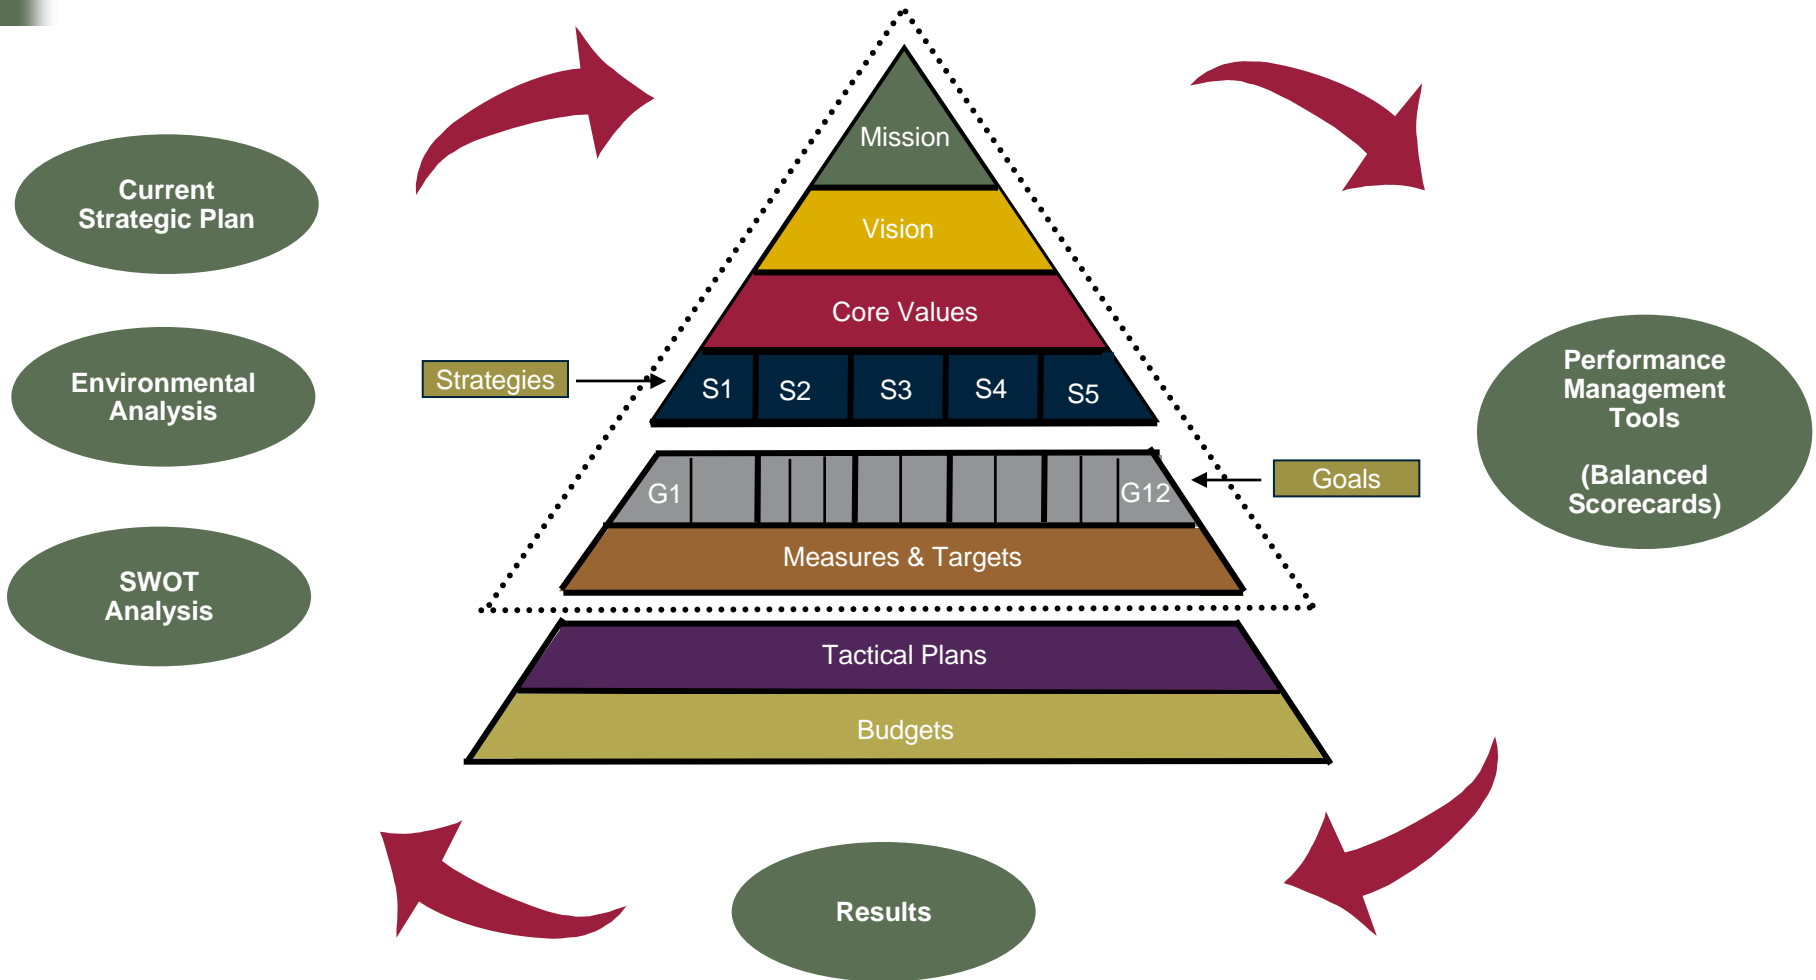 Mission
Vision
Core Values
Current
Strategic Plan
Environmental
Analysis
SWOT
Analysis
Strategies
S1
S2
S3
S4
S5
G1
G12
Goals
Measures & Targets
Tactical Plans
Budgets
Performance
Management
Tools
(Balanced
Scorecards)
Results